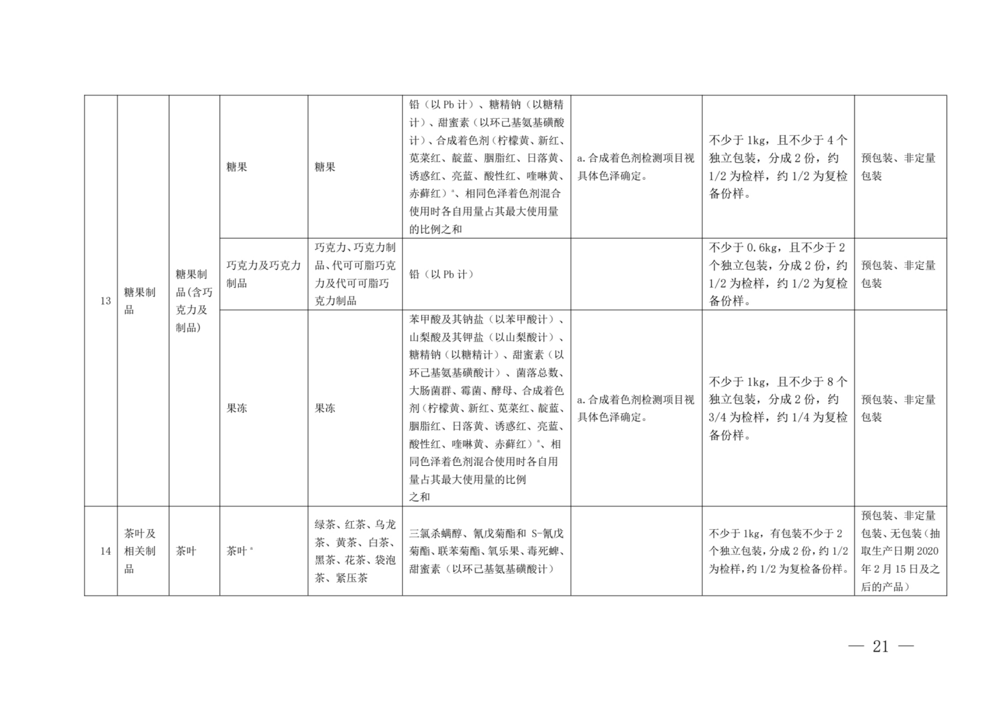 13
糖果制
品
糖果制
品(含巧
克力及
制品)
糖果
糖果
铅（以 Pb 计）、糖精钠（以糖精
计）、甜蜜素（以环己基氨基磺酸
计）、合成着色剂（柠檬黄、新红、
苋菜红、靛蓝、胭脂红、日落黄、
诱惑红、亮蓝、酸性红、喹啉黄、
赤藓红）ᵃ、相同色泽着色剂混合
使用时各自用量占其最大使用量
的比例之和
a.合成着色剂检测项目视
具体色泽确定。
不少于 1kg，且不少于 4 个
独立包装，分成 2 份，约
1/2 为检样，约 1/2 为复检
备份样。
预包装、非定量
包装
巧克力及巧克力
制品
巧克力、巧克力制
品、代可可脂巧克
力及代可可脂巧
克力制品
铅（以 Pb 计）
不少于 0.6kg，且不少于 2
个独立包装，分成 2 份，约
1/2 为检样，约 1/2 为复检
备份样。
预包装、非定量
包装
果冻
果冻
苯甲酸及其钠盐（以苯甲酸计）、
山梨酸及其钾盐（以山梨酸计）、
糖精钠（以糖精计）、甜蜜素（以
环己基氨基磺酸计）、菌落总数、
大肠菌群、霉菌、酵母、合成着色
剂（柠檬黄、新红、苋菜红、靛蓝、
胭脂红、日落黄、诱惑红、亮蓝、
酸性红、喹啉黄、赤藓红）ᵃ、相
同色泽着色剂混合使用时各自用
量占其最大使用量的比例
之和
a.合成着色剂检测项目视
具体色泽确定。
不少于 1kg，且不少于 8 个
独立包装，分成 2 份，约
3/4 为检样，约 1/4 为复检
备份样。
预包装、非定量
包装
14
茶叶及
相关制
品
茶叶
茶叶ᵃ
绿茶、红茶、乌龙
茶、黄茶、白茶、
黑茶、花茶、袋泡
茶、紧压茶
三氯杀螨醇、氰戊菊酯和 S-氰戊
菊酯、联苯菊酯、氧乐果、毒死蜱、
甜蜜素（以环己基氨基磺酸计）
不少于 1kg，有包装不少于 2
个独立包装，分成 2 份，约 1/2
为检样，约 1/2 为复检备份样。
预包装、非定量
包装、无包装（抽
取生产日期 2020
年 2 月 15 日及之
后的产品）
— 21 —